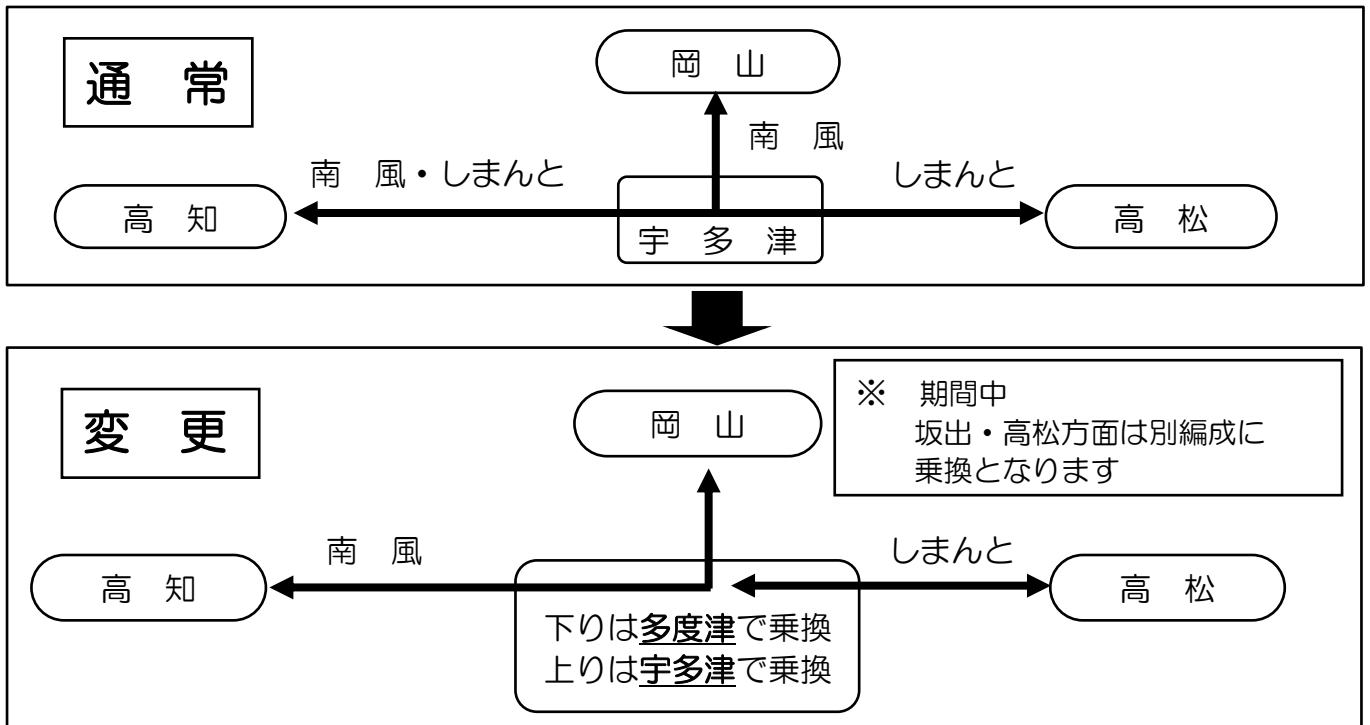 通　常
岡　山
南　風
南　風・しまんと
しまんと
高　知
宇　多　津
高　松
変　更
岡　山
※　期間中
坂出・高松方面は別編成に
乗換となります
南　風
しまんと
高　知
高　松
下りは多度津で乗換
上りは宇多津で乗換